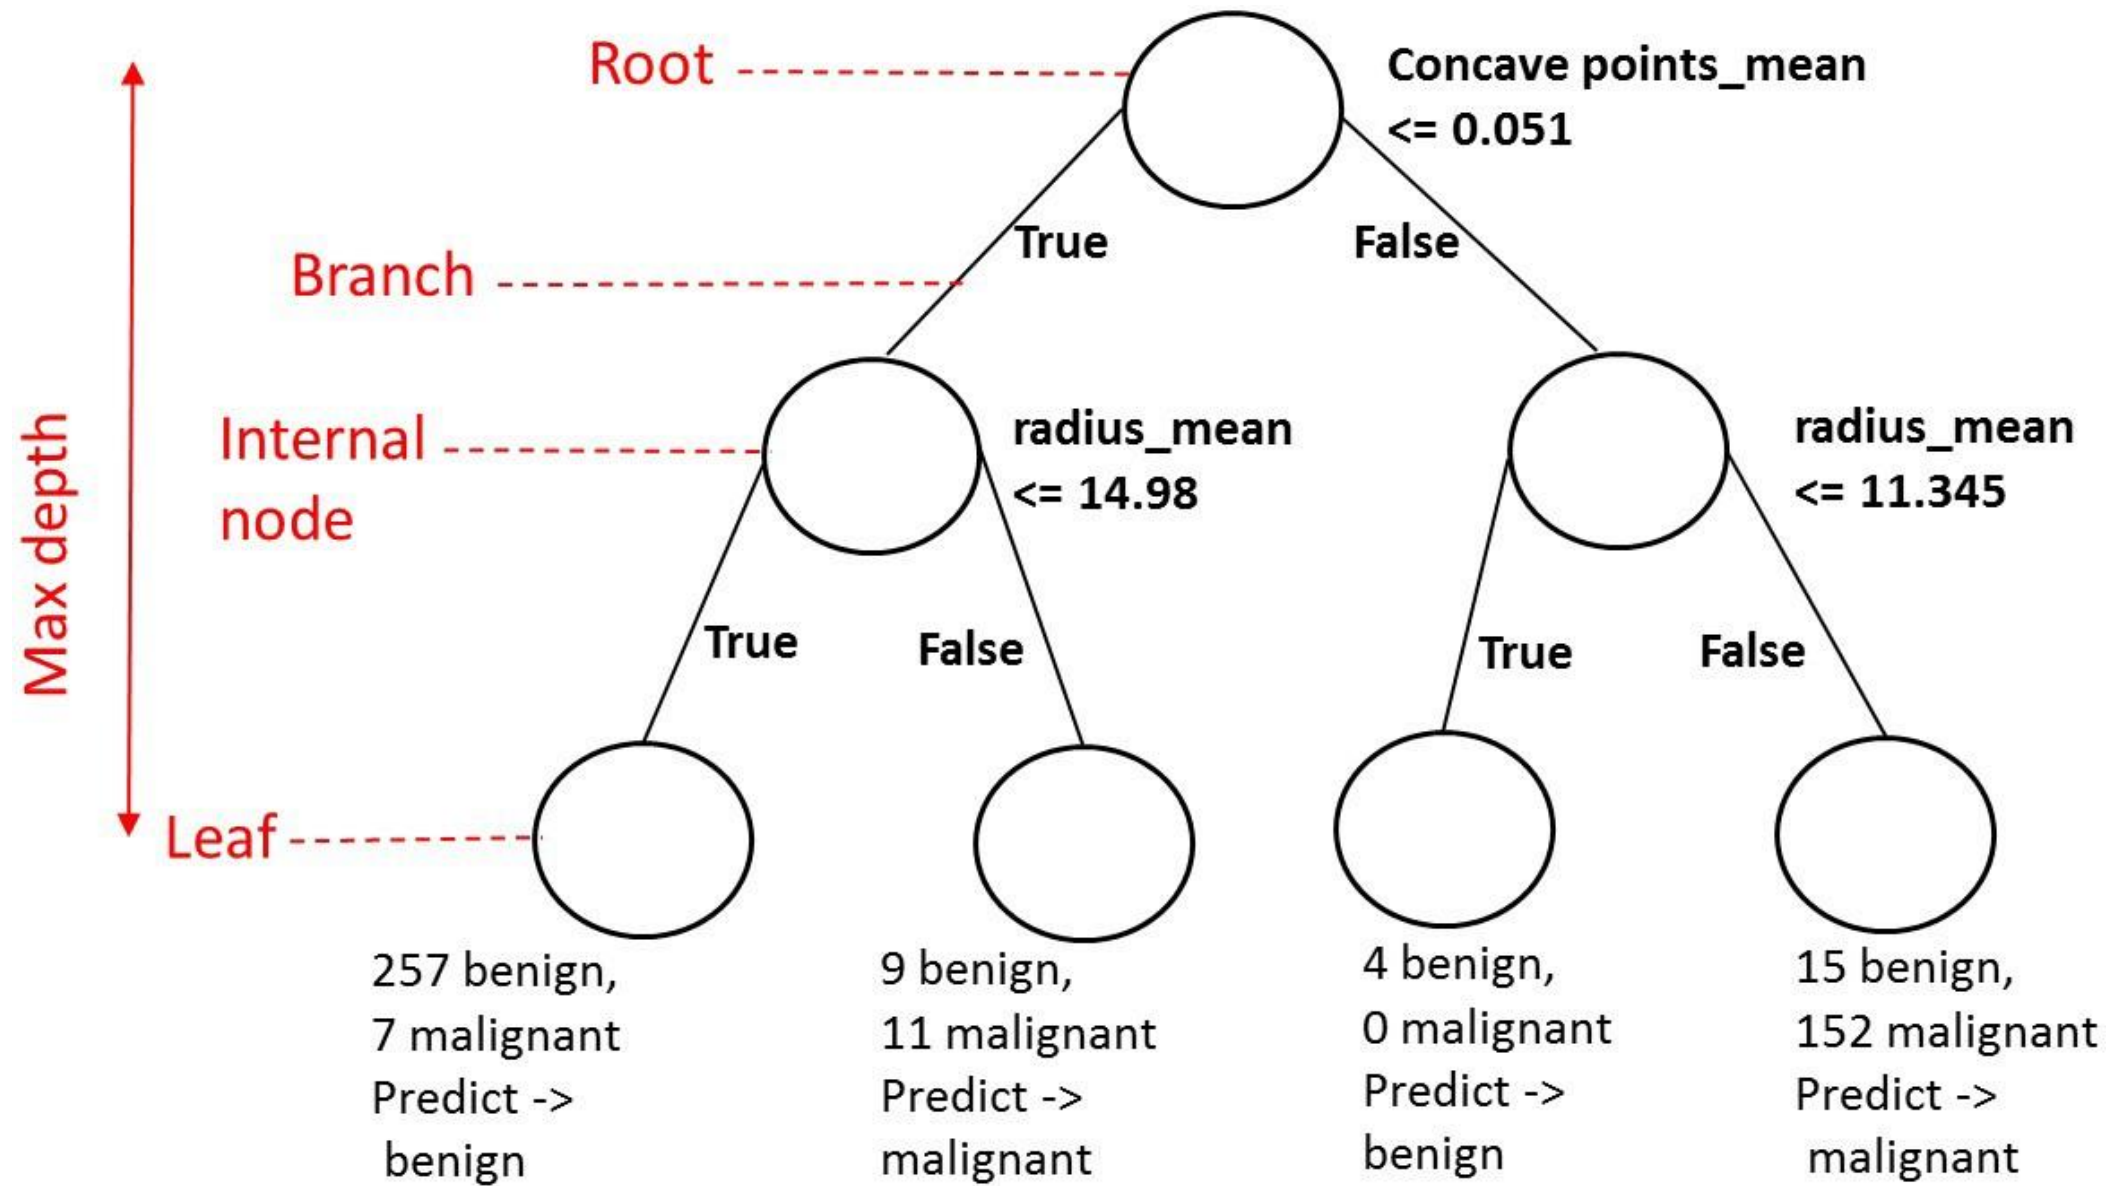 Root
Concave points_mean
<= 0.051
True
False
Branch
Max depth
Internal
node
radius_mean
<= 14.98
radius_mean
<= 11.345
True
False
True
False
Leaf
257 benign,
7 malignant
Predict ->
benign
9 benign,
11 malignant
Predict ->
malignant
4 benign,
0 malignant
Predict ->
benign
15 benign,
152 malignant
Predict ->
malignant